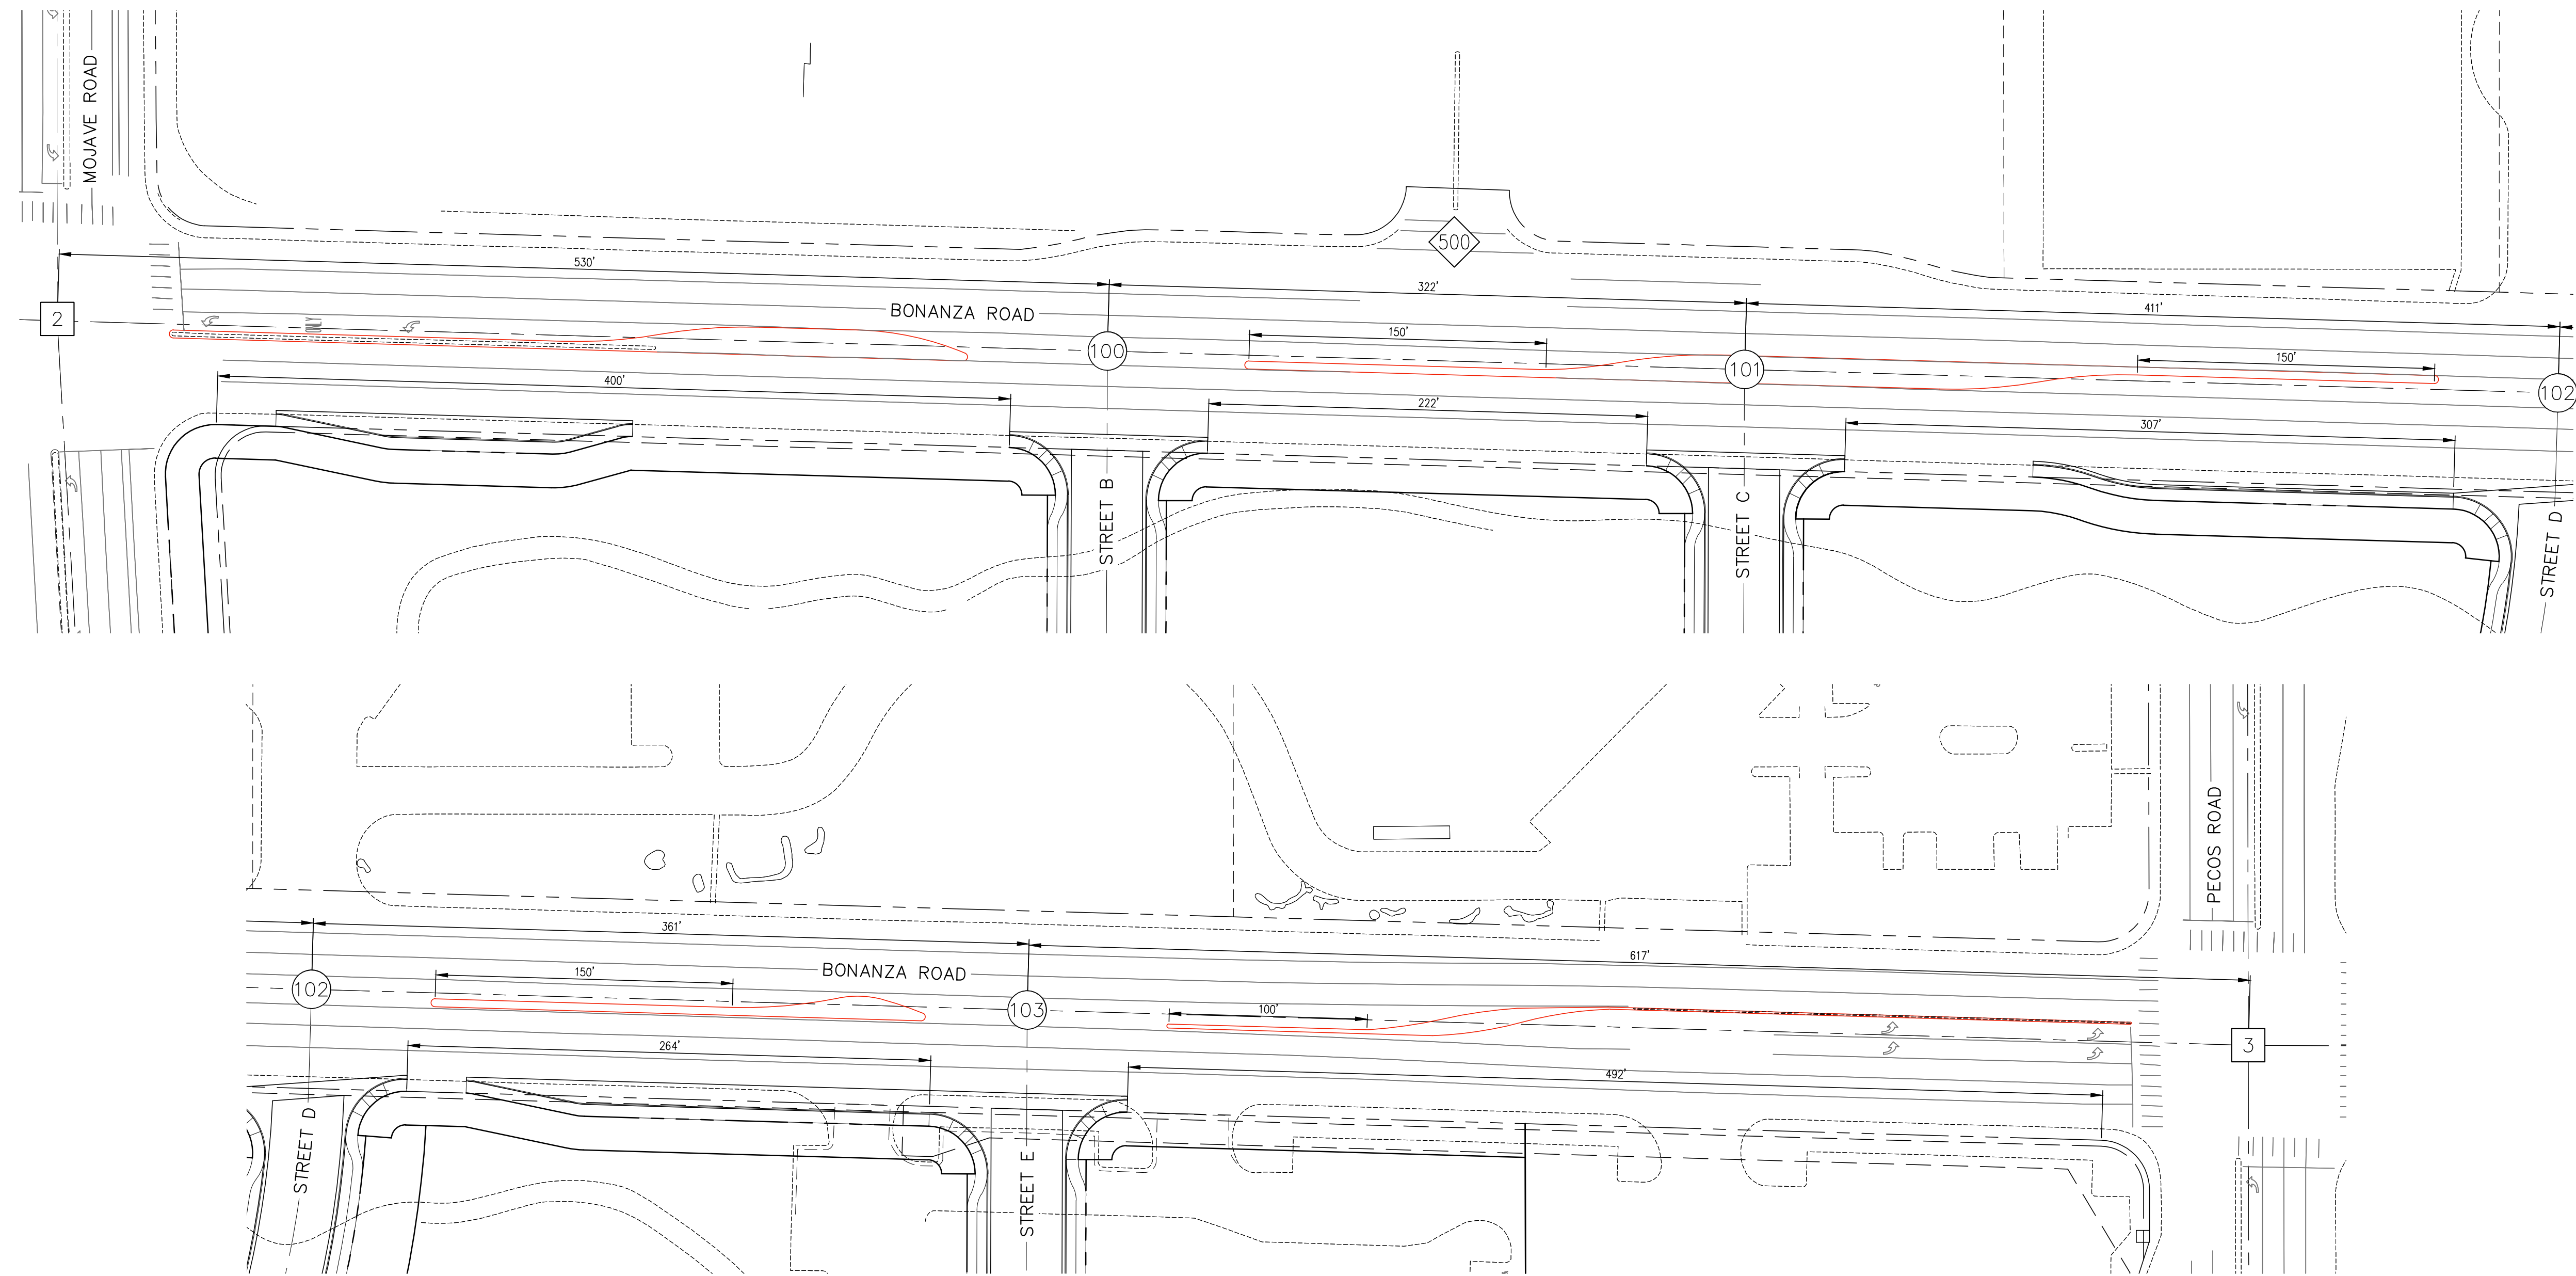 MOJAVE ROAD
500
530'
322'
411'
2
ONLY
BONANZA ROAD
100
150'
101
150'
102
400'
222'
307'
STREET B
STREET C
STREET D
PECOS ROAD
361'
617'
102
150'
BONANZA ROAD
103
100'
3
264'
492'
STREET D
STREET E